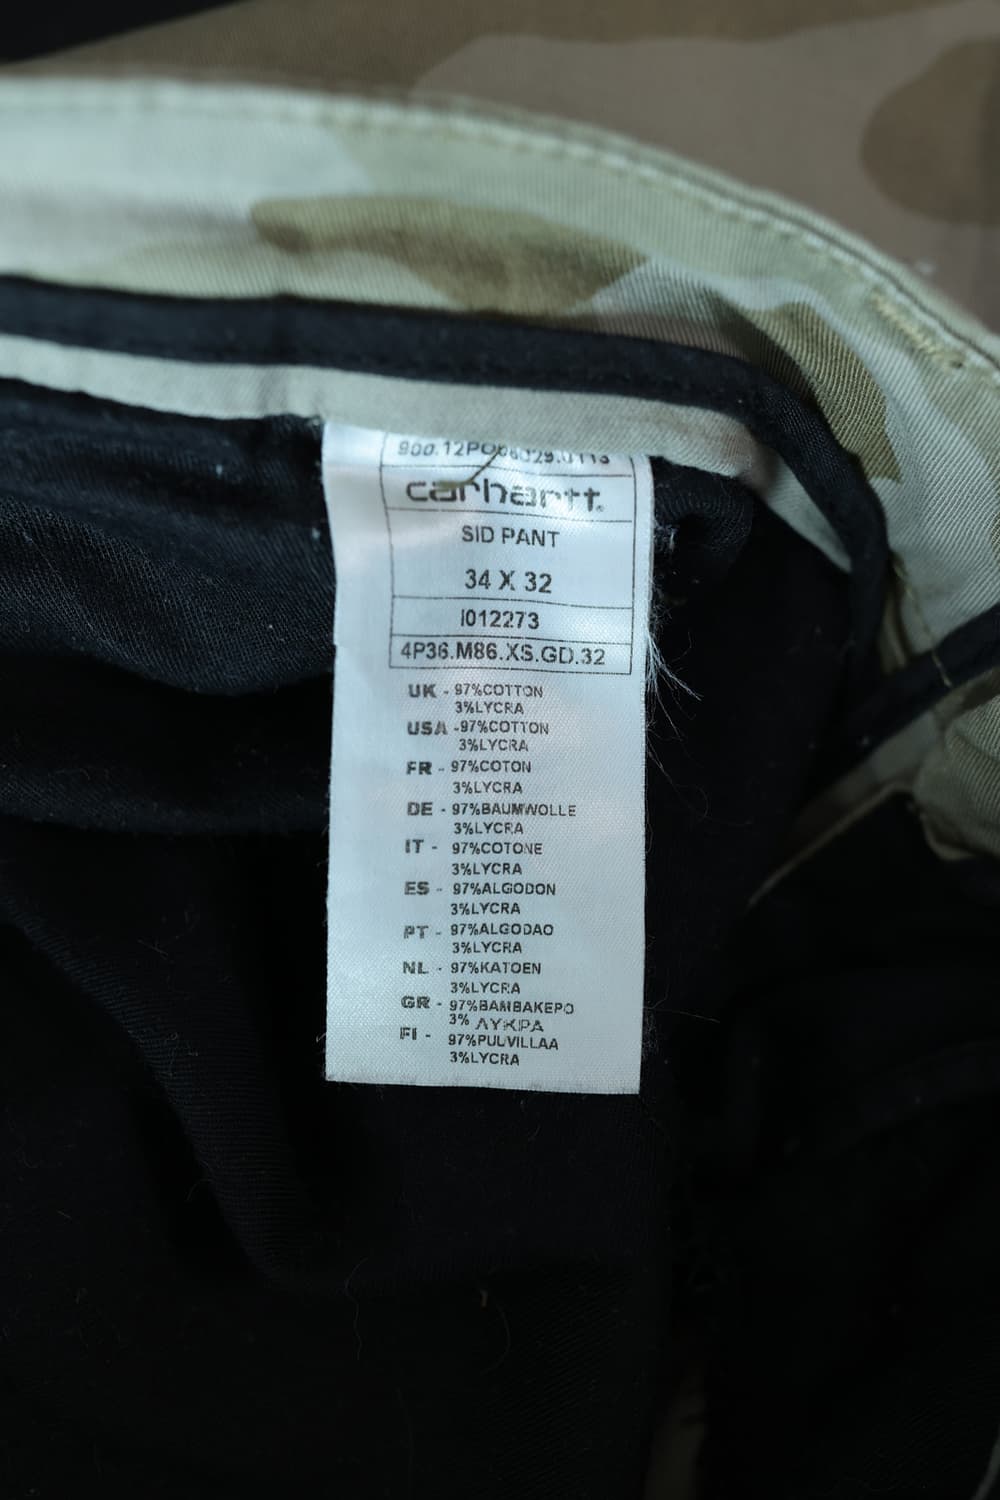 carhartt.
SID PANT
34 X 32
I012273
4P36.M86.XS.GD.32
UK - 97%COTTON
3%LYCRA
USA -97%COTTON
3%LYCRA
FR - 97%COTON
3%LYCRA
DE - 97%BAUMWOLLE
3%LYCRA
IT - 97%COTONE
3%LYCRA
ES - 97%ALGODON
3%LYCRA
PT - 97%ALGODAO
3%LYCRA
NL - 97%KATOEN
3%LYCRA
GR - 97%BAMBAKEPO
3% ΛYKPA
FI - 97%PUUVILLAA
3%LYCRA